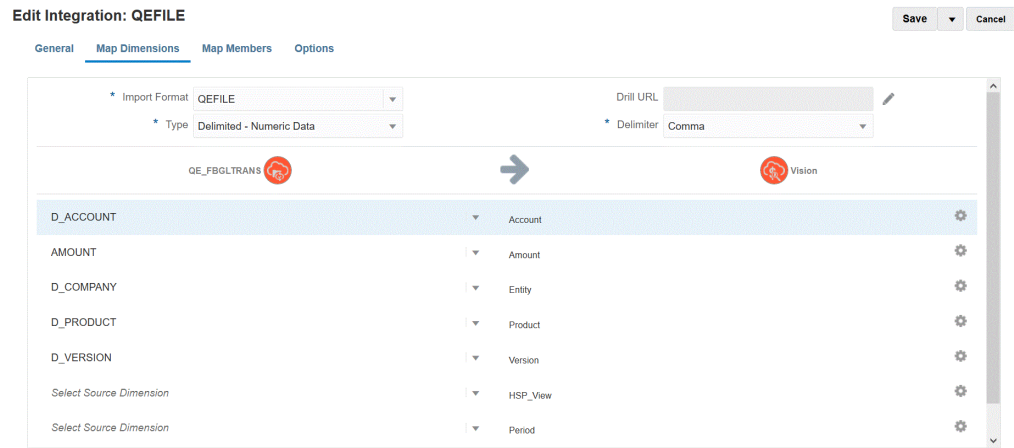 Edit Integration: QEFILE
Save
Cancel
General Map Dimensions Map Members Options
* Import Format QEFILE
Drill URL
* Type Delimited - Numeric Data
* Delimiter Comma
QE_FBGLTRANS
Vision
D_ACCOUNT Account
AMOUNT Amount
D_COMPANY Entity
D_PRODUCT Product
D_VERSION Version
Select Source Dimension HSP_View
Select Source Dimension Period